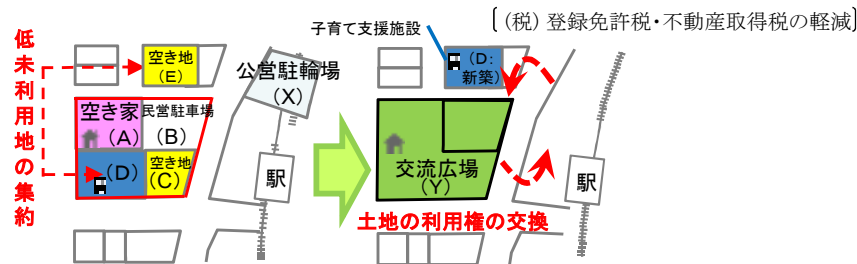 〔(税)登録免許税・不動産取得税の軽減〕
子育て支援施設
低未利用地の集約
空き地
(E)
公営駐輪場
(X)
空き家
(A)
民営駐車場
(B)
(D)
空き地
(C)
駅
(D:
新築)
交流広場
(Y)
駅
土地の利用権の交換